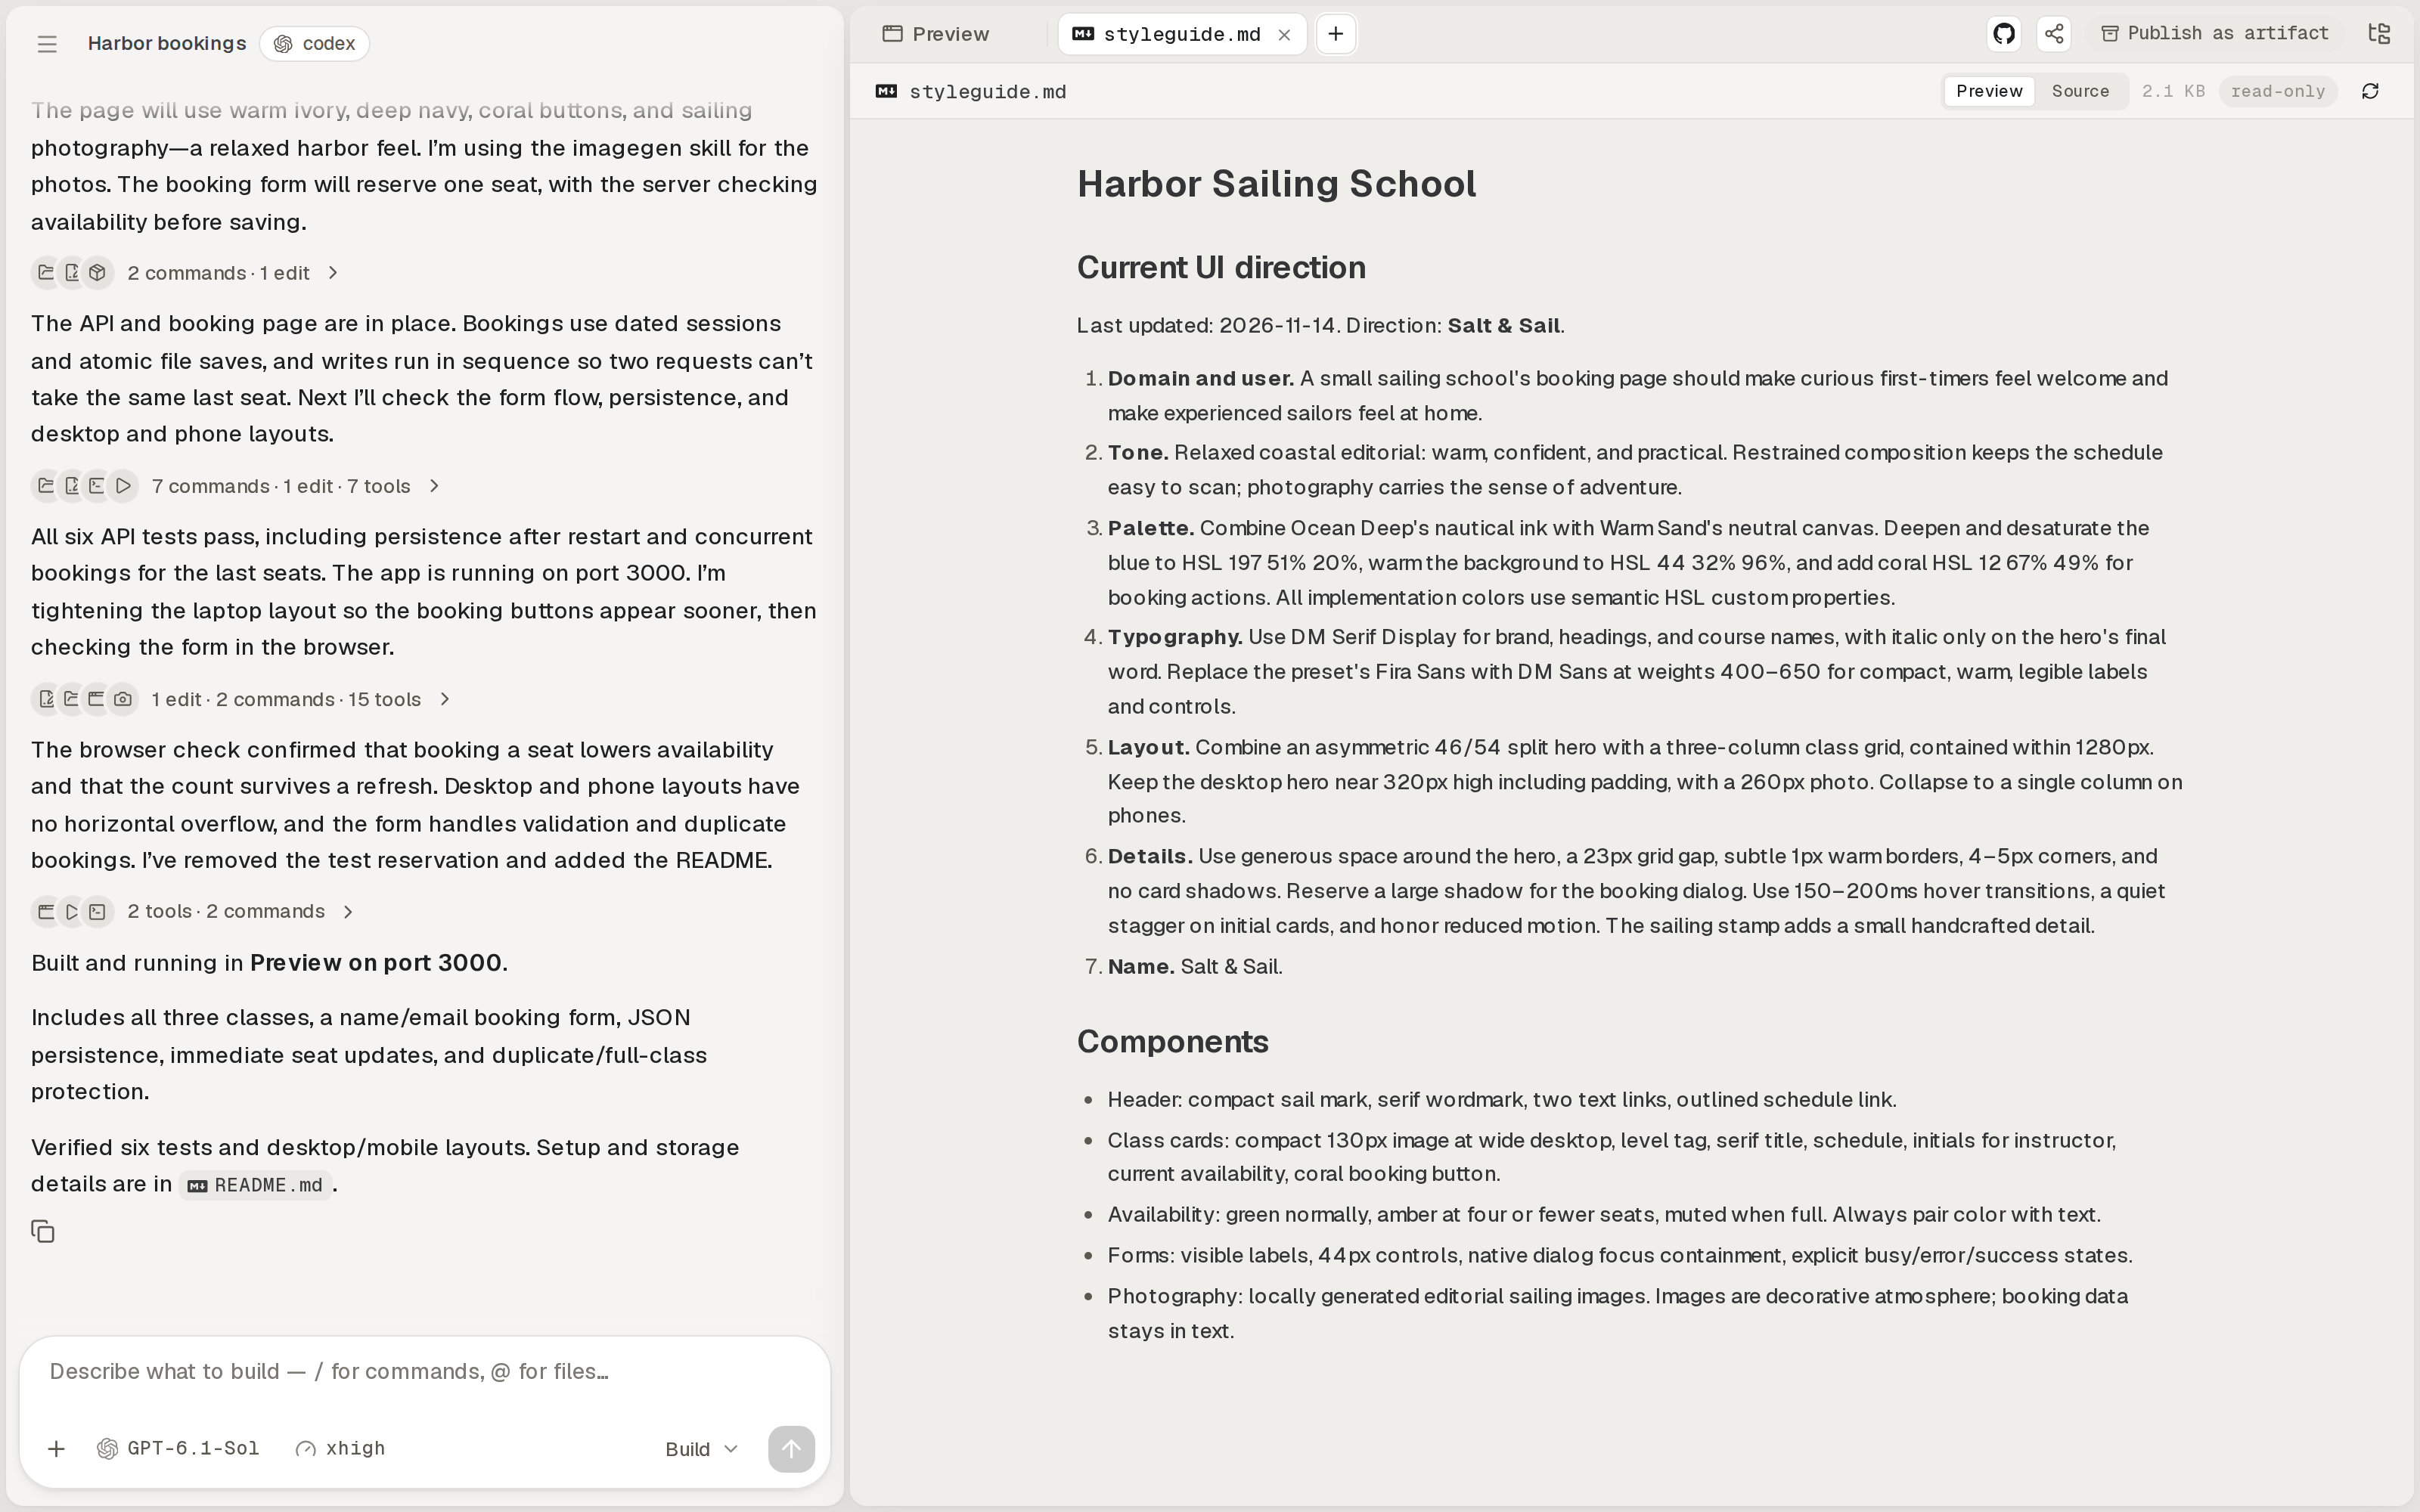 Harbor bookings codex
The page will use warm ivory, deep navy, coral buttons, and sailing
photography—a relaxed harbor feel. I’m using the imagegen skill for the
photos. The booking form will reserve one seat, with the server checking
availability before saving.
2 commands · 1 edit
The API and booking page are in place. Bookings use dated sessions
and atomic file saves, and writes run in sequence so two requests can’t
take the same last seat. Next I’ll check the form flow, persistence, and
desktop and phone layouts.
7 commands · 1 edit · 7 tools
All six API tests pass, including persistence after restart and concurrent
bookings for the last seats. The app is running on port 3000. I’m
tightening the laptop layout so the booking buttons appear sooner, then
checking the form in the browser.
1 edit · 2 commands · 15 tools
The browser check confirmed that booking a seat lowers availability
and that the count survives a refresh. Desktop and phone layouts have
no horizontal overflow, and the form handles validation and duplicate
bookings. I’ve removed the test reservation and added the README.
2 tools · 2 commands
Built and running in Preview on port 3000.
Includes all three classes, a name/email booking form, JSON
persistence, immediate seat updates, and duplicate/full-class
protection.
Verified six tests and desktop/mobile layouts. Setup and storage
details are in README.md.
Describe what to build — / for commands, @ for files…
GPT-6.1-Sol xhigh Build
Preview styleguide.md Publish as artifact
styleguide.md Preview Source 2.1 KB read-only
Harbor Sailing School
Current UI direction
Last updated: 2026-11-14. Direction: Salt & Sail.
1. Domain and user. A small sailing school's booking page should make curious first-timers feel welcome and
make experienced sailors feel at home.
2. Tone. Relaxed coastal editorial: warm, confident, and practical. Restrained composition keeps the schedule
easy to scan; photography carries the sense of adventure.
3. Palette. Combine Ocean Deep's nautical ink with Warm Sand's neutral canvas. Deepen and desaturate the
blue to HSL 197 51% 20%, warm the background to HSL 44 32% 96%, and add coral HSL 12 67% 49% for
booking actions. All implementation colors use semantic HSL custom properties.
4. Typography. Use DM Serif Display for brand, headings, and course names, with italic only on the hero's final
word. Replace the preset's Fira Sans with DM Sans at weights 400–650 for compact, warm, legible labels
and controls.
5. Layout. Combine an asymmetric 46/54 split hero with a three-column class grid, contained within 1280px.
Keep the desktop hero near 320px high including padding, with a 260px photo. Collapse to a single column on
phones.
6. Details. Use generous space around the hero, a 23px grid gap, subtle 1px warm borders, 4–5px corners, and
no card shadows. Reserve a large shadow for the booking dialog. Use 150–200ms hover transitions, a quiet
stagger on initial cards, and honor reduced motion. The sailing stamp adds a small handcrafted detail.
7. Name. Salt & Sail.
Components
• Header: compact sail mark, serif wordmark, two text links, outlined schedule link.
• Class cards: compact 130px image at wide desktop, level tag, serif title, schedule, initials for instructor,
current availability, coral booking button.
• Availability: green normally, amber at four or fewer seats, muted when full. Always pair color with text.
• Forms: visible labels, 44px controls, native dialog focus containment, explicit busy/error/success states.
• Photography: locally generated editorial sailing images. Images are decorative atmosphere; booking data
stays in text.